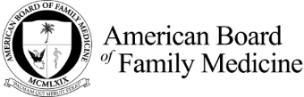 AMERICAN BOARD OF FAMILY MEDICINE
MCMLXIX
American Board
of Family Medicine